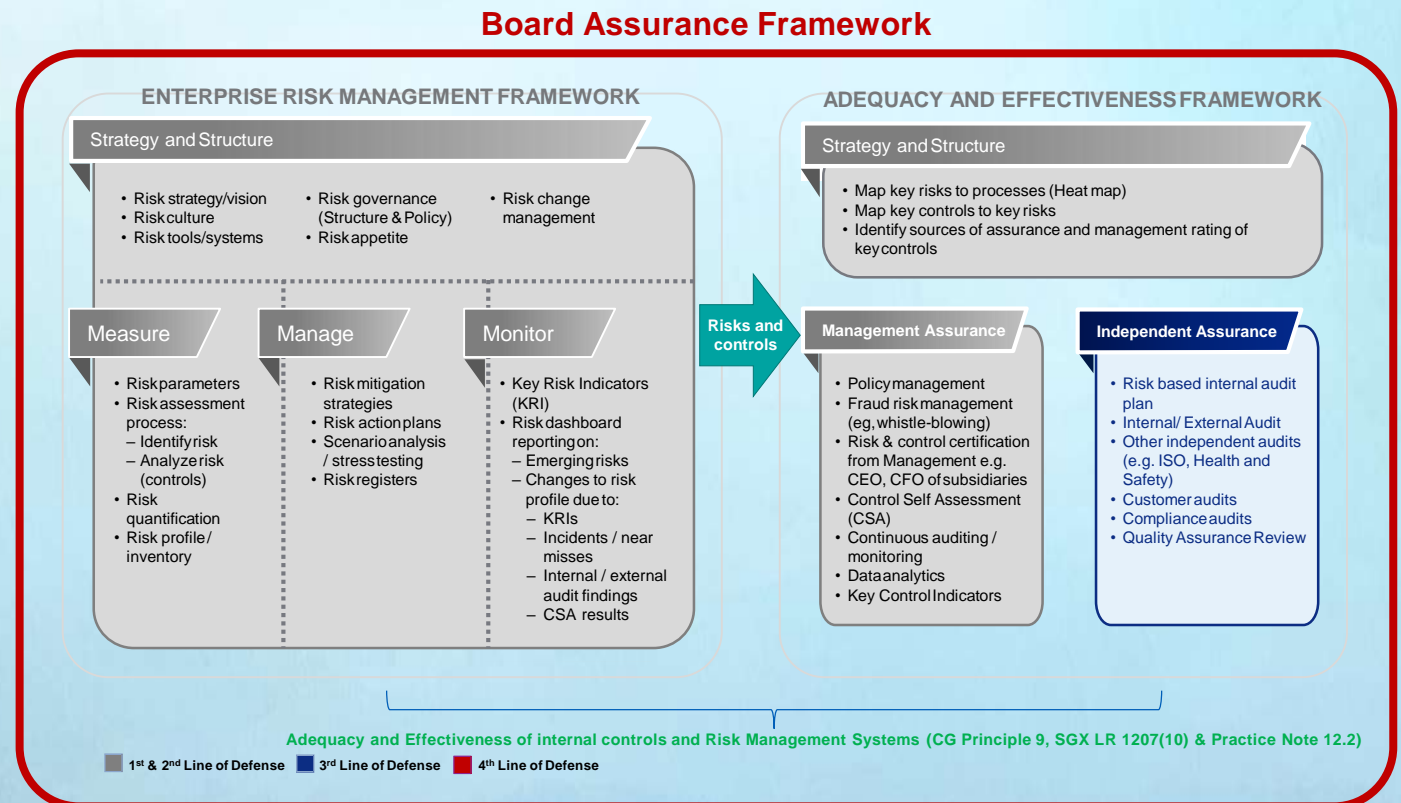 Board Assurance Framework
ENTERPRISE RISK MANAGEMENT FRAMEWORK
Strategy and Structure
• Risk strategy/vision
• Risk culture
• Risk tools/systems
• Risk governance
(Structure & Policy)
• Risk appetite
• Risk change
management
Measure
• Risk parameters
• Risk assessment
process:
– Identify risk
– Analyze risk
(controls)
• Risk
quantification
• Risk profile /
inventory
Manage
• Risk mitigation
strategies
• Risk action plans
• Scenario analysis
/ stress testing
• Risk registers
Monitor
• Key Risk Indicators
(KRI)
• Risk dashboard
reporting on:
– Emerging risks
– Changes to risk
profile due to:
– KRIs
– Incidents / near
misses
– Internal / external
audit findings
– CSA results
Risks and
controls
ADEQUACY AND EFFECTIVENESS FRAMEWORK
Strategy and Structure
• Map key risks to processes (Heat map)
• Map key controls to key risks
• Identify sources of assurance and management rating of
key controls
Management Assurance
• Policy management
• Fraud risk management
(eg, whistle-blowing)
• Risk & control certification
from Management e.g.
CEO, CFO of subsidiaries
• Control Self Assessment
(CSA)
• Continuous auditing /
monitoring
• Data analytics
• Key Control Indicators
Independent Assurance
• Risk based internal audit
plan
• Internal/ External Audit
• Other independent audits
(e.g. ISO, Health and
Safety)
• Customer audits
• Compliance audits
• Quality Assurance Review
Adequacy and Effectiveness of internal controls and Risk Management Systems (CG Principle 9, SGX LR 1207(10) & Practice Note 12.2)
1st & 2nd Line of Defense
3rd Line of Defense
4th Line of Defense